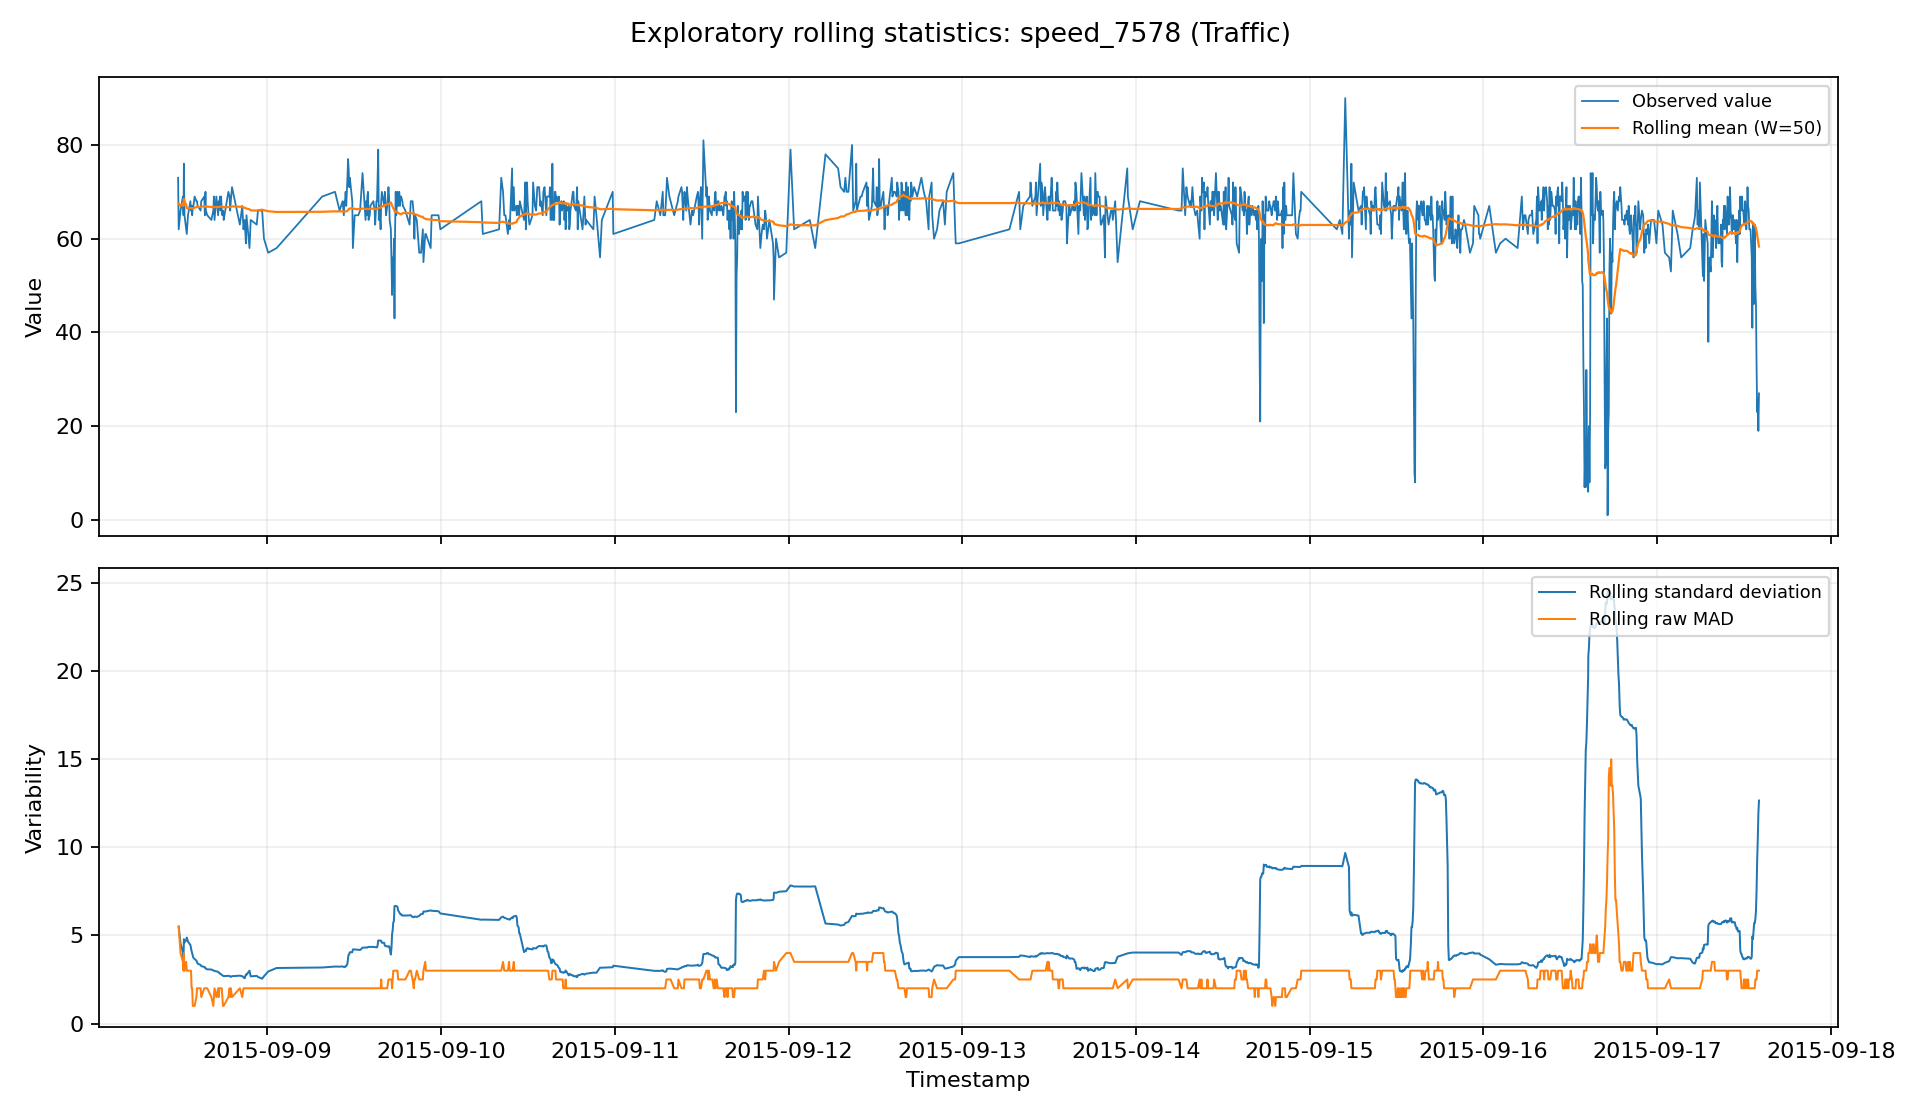 Exploratory rolling statistics: speed_7578 (Traffic)
Observed value
Rolling mean (W=50)
80
60
40
20
0
Value
Rolling standard deviation
Rolling raw MAD
25
20
15
10
5
0
Variability
2015-09-09 2015-09-10 2015-09-11 2015-09-12 2015-09-13 2015-09-14 2015-09-15 2015-09-16 2015-09-17 2015-09-18
Timestamp